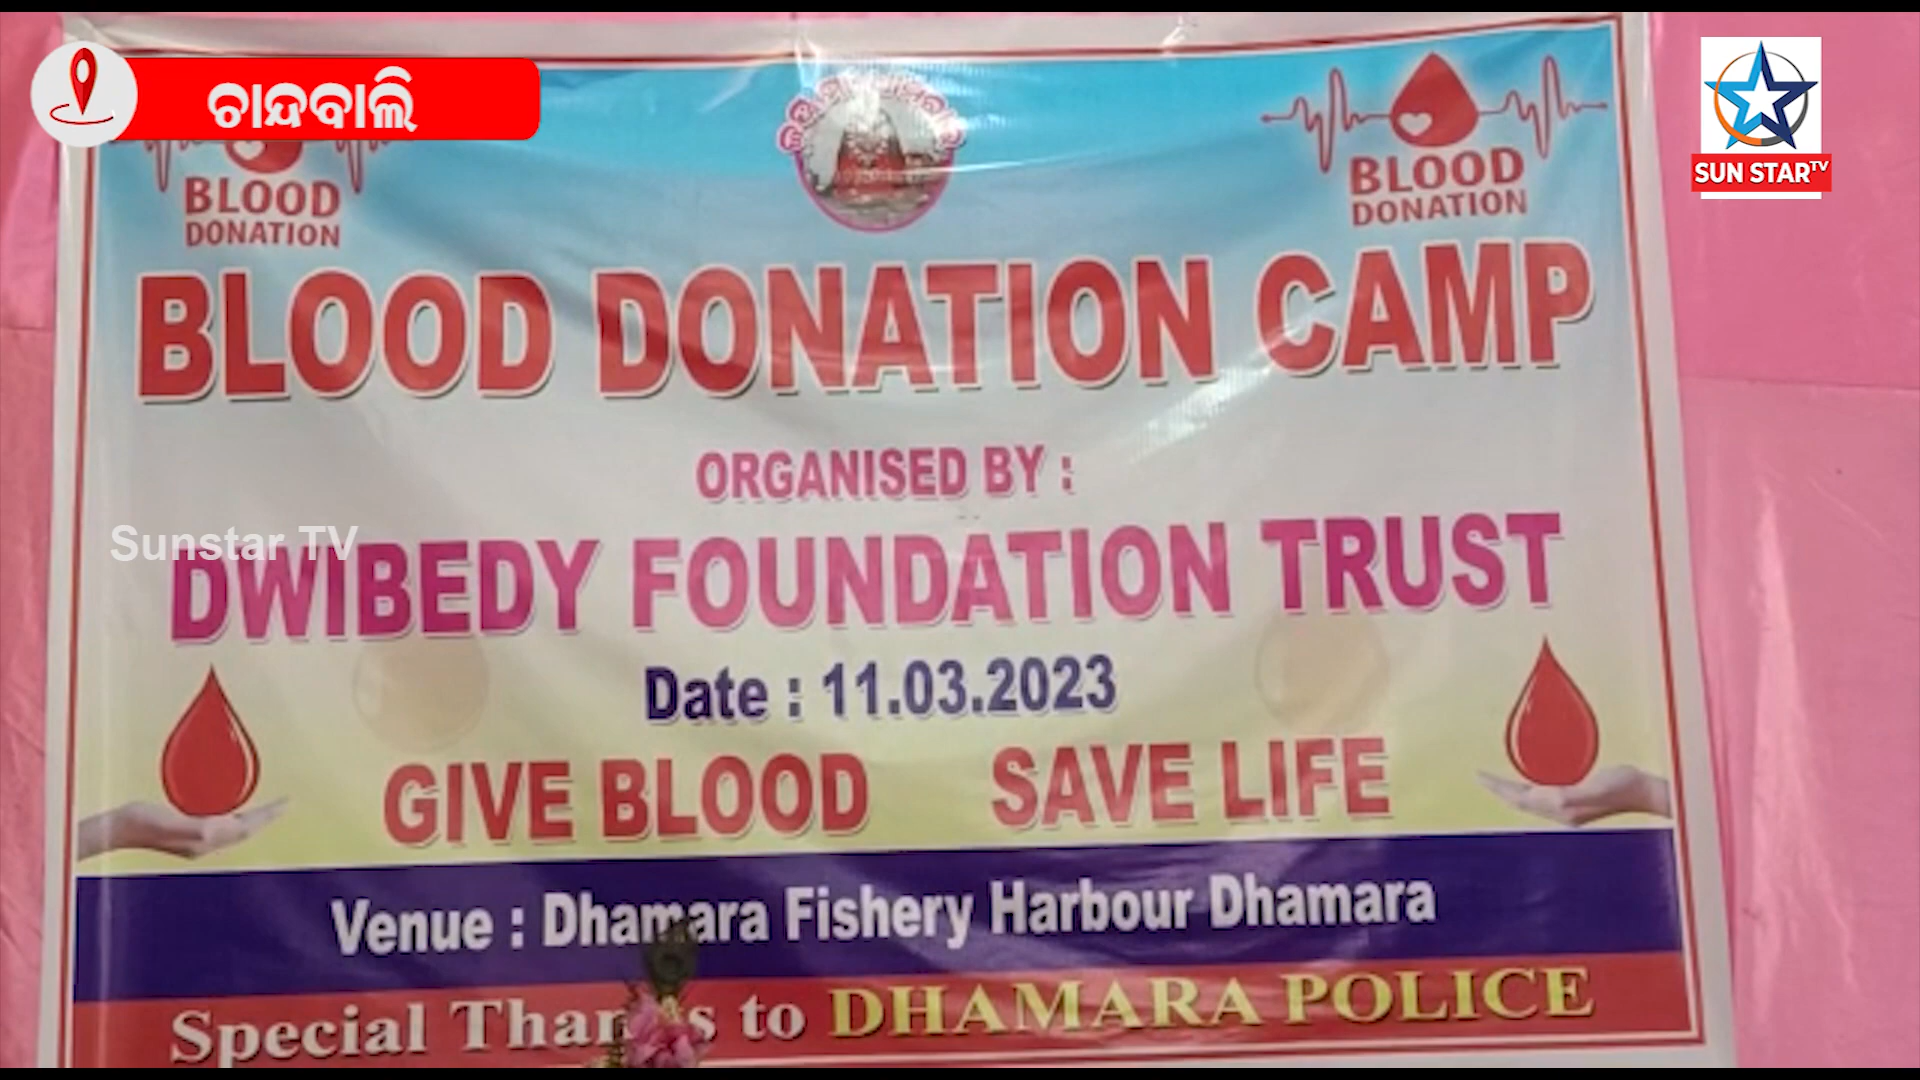 ଚାନ୍ଦବାଲି
SUN STAR TV
BLOOD
DONATION
BLOOD
DONATION
BLOOD DONATION CAMP
ORGANISED BY :
Sunstar TV
DWIBEDY FOUNDATION TRUST
Date : 11.03.2023
GIVE BLOOD SAVE LIFE
Venue : Dhamara Fishery Harbour Dhamara
Special Thanks to DHAMARA POLICE